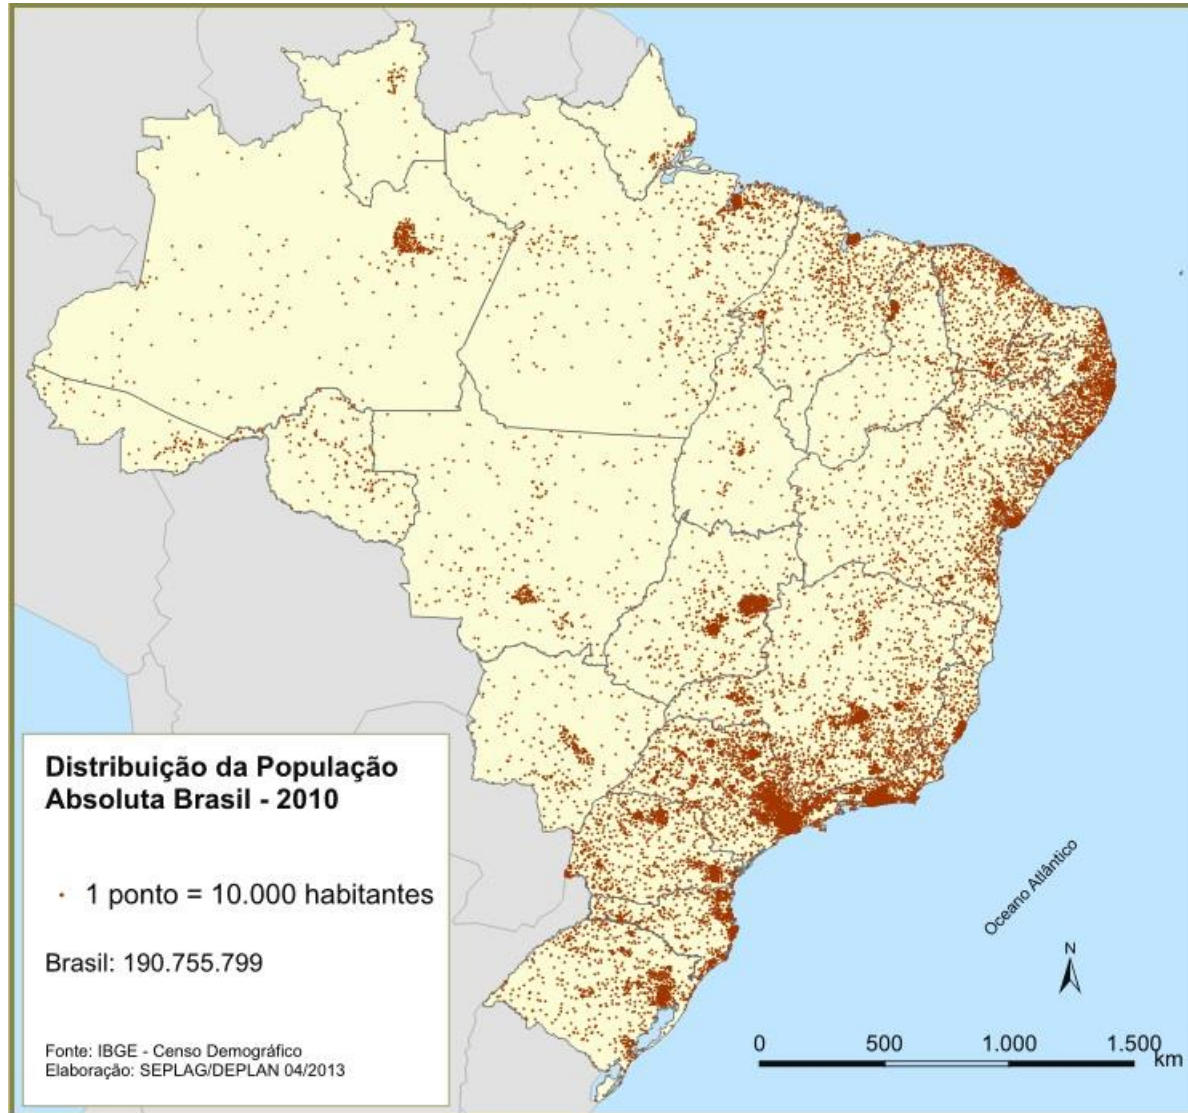 Distribuição da População
Absoluta Brasil - 2010
1 ponto = 10.000 habitantes
Brasil: 190.755.799
Fonte: IBGE - Censo Demográfico
Elaboração: SEPLAG/DEPLAN 04/2013
Oceano Atlântico
N
0 500 1.000 1.500
km